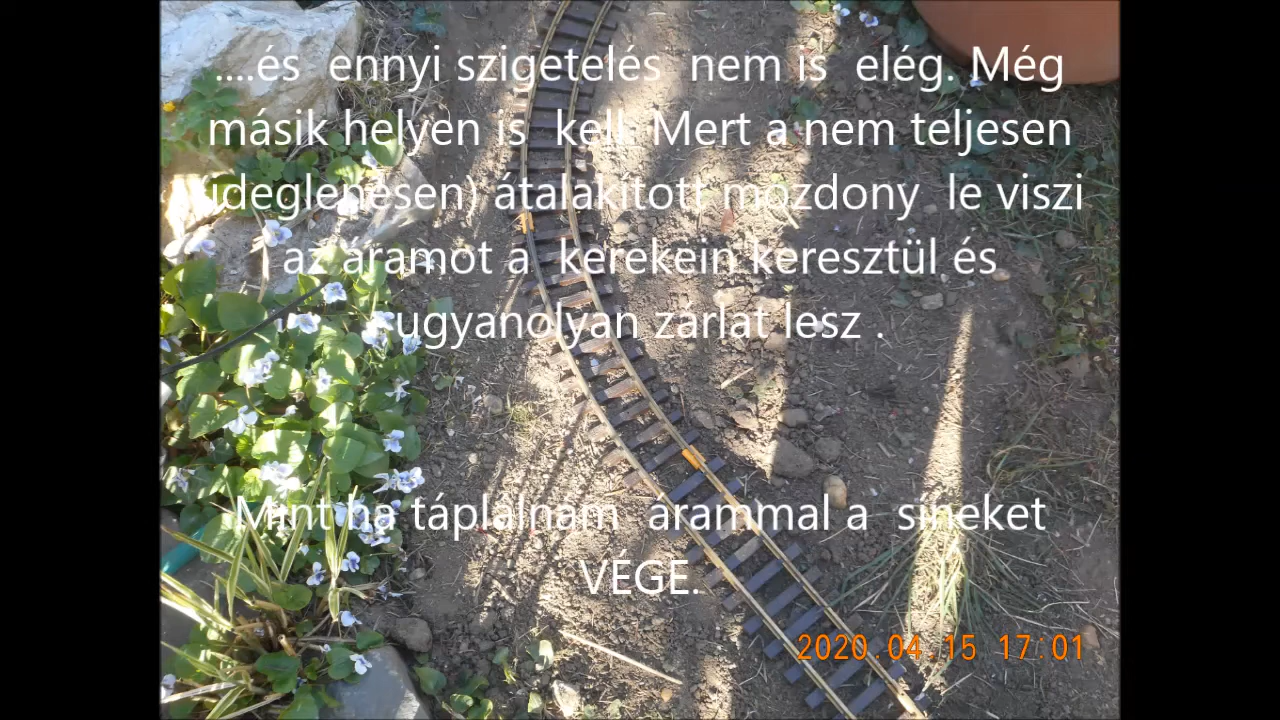 ....és ennyi szigetelés nem is elég. Még
másik helyen is kell. Mert a nem teljesen
(ideglenesen) átalakitott mozdony le viszi
az áramot a kerekein keresztül és
ugyanolyan zárlat lesz .
Mint ha táplálnám árammal a síneket
VÉGE.
2020.04.15 17:01